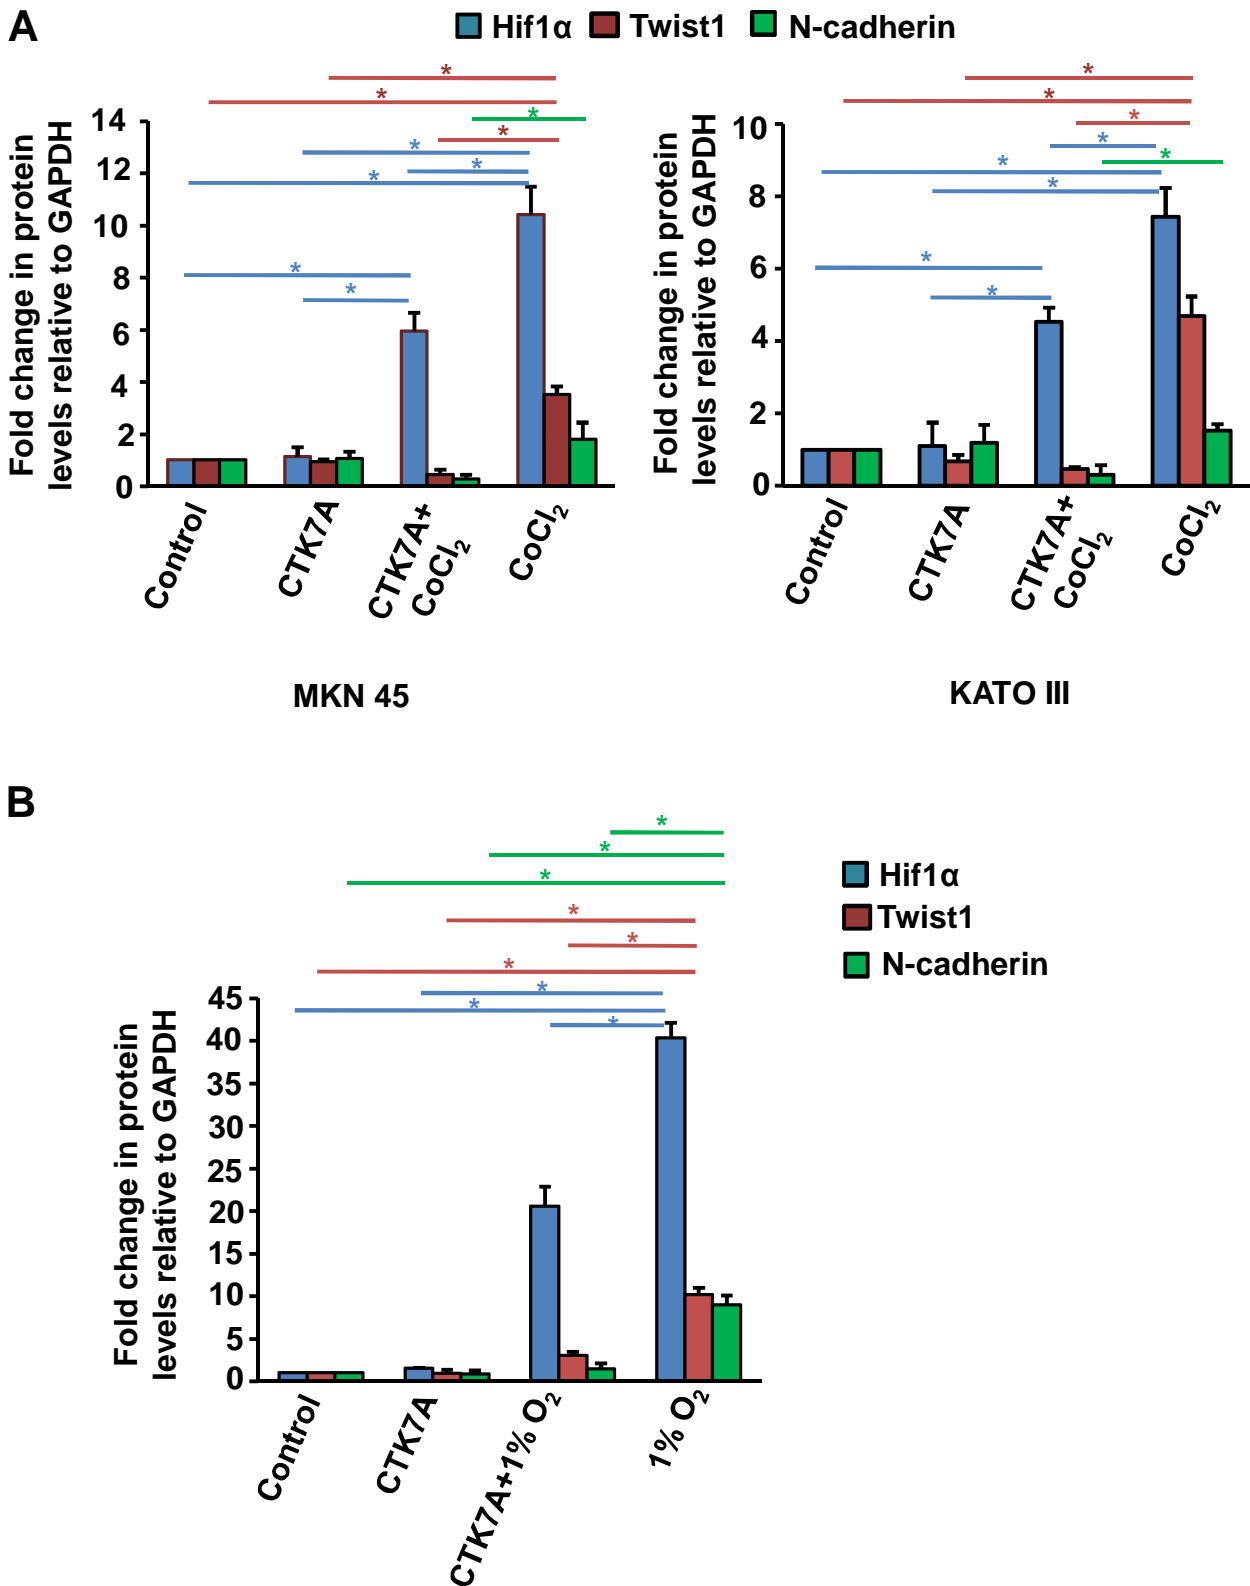 A
Hif1α Twist1 N-cadherin
Fold change in protein
levels relative to GAPDH
14
12
10
8
6
4
2
0
* * * * * * * * * *
Control
CTK7A
CTK7A+
CoCl₂
CoCl₂
MKN 45
Fold change in protein
levels relative to GAPDH
10
8
6
4
2
0
* * * * * * * * *
Control
CTK7A
CTK7A+
CoCl₂
CoCl₂
KATO III
B
Hif1α
Twist1
N-cadherin
* * * * * * * * *
Fold change in protein
levels relative to GAPDH
45
40
35
30
25
20
15
10
5
0
Control
CTK7A
CTK7A+1% O₂
1% O₂